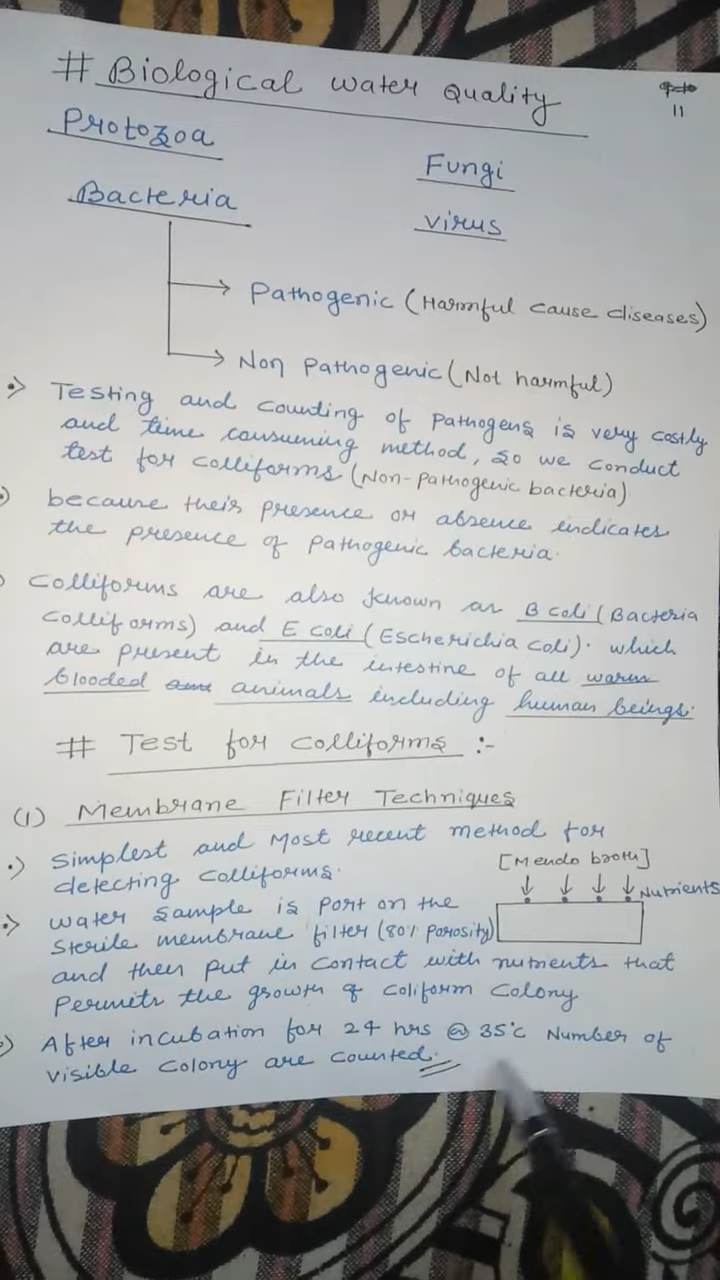 # Biological water Quality
11
Protozoa
Fungi
Bacteria
virus
Pathogenic (Harmful cause diseases)
Non pathogenic (Not harmful)
Testing and counting of pathogens is very costly
and time consuming method, so we conduct
test for colliforms (Non-pathogenic bacteria)
because their presence or absence indicates
the presence of pathogenic bacteria.
Colliforms are also known as B coli (Bacteria
Colliforms) and E coli (Escherichia coli). which
are present in the intestine of all warm
blooded animals including human beings.
# Test for colliforms :-
(1) Membrane Filter Techniques
Simplest and Most recent method for
detecting colliforms.
[Mendo broth]
Nutrients
water sample is port on the
sterile membrane filter (80% porosity)
and then put in contact with nutrients that
permits the growth of coliform colony
After incubation for 24 hrs @ 35°c Number of
visible colony are counted.